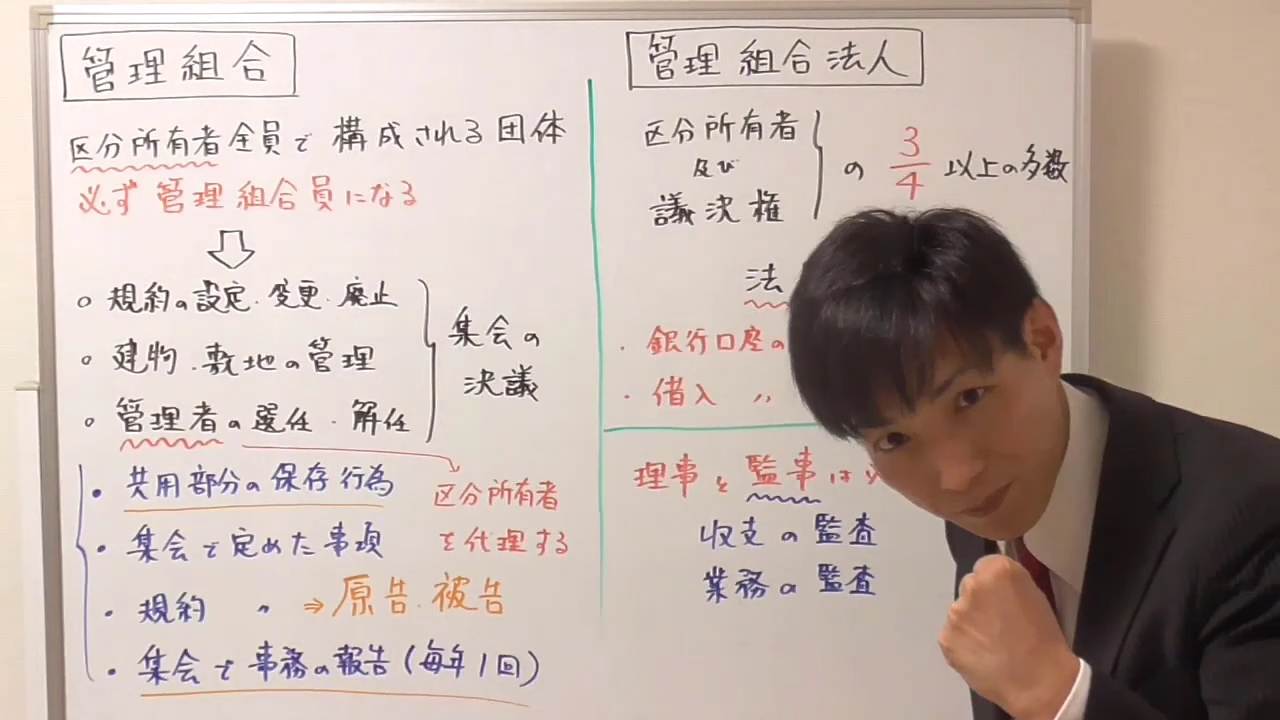 管理組合
区分所有者全員で構成される団体
必ず管理組合員になる
○規約の設定・変更・廃止
○建物・敷地の管理
○管理者の選任・解任
集会の
決議
・共用部分の保存行為
・集会で定めた事項
・規約 〃 ⇒原告・被告
・集会で事務の報告(毎年1回)
区分所有者
を代理する
管理組合法人
区分所有者
及び
議決権
の3/4以上の多数
法
・銀行口座の
・借入 〃
理事と監事は
収支の監査
業務の監査